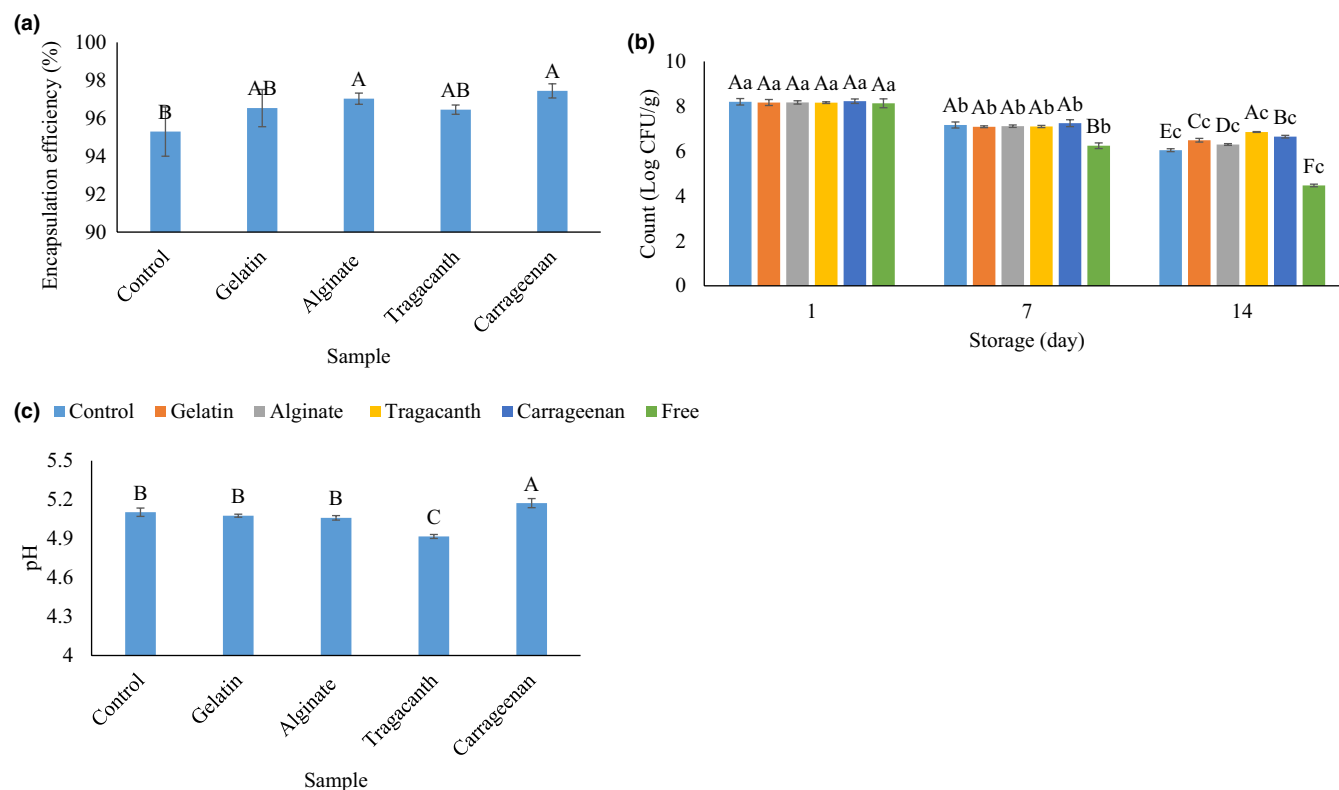 (a)
Encapsulation efficiency (%)
100
98
96
94
92
90
B
AB
A
AB
A
Control
Gelatin
Alginate
Tragacanth
Carrageenan
Sample
(b)
Count (Log CFU/g)
10
8
6
4
2
0
Aa Aa Aa Aa Aa Aa
Ab Ab Ab Ab Ab Bb
Ec Cc Dc Ac Bc Fc
1 7 14
Storage (day)
(c) Control Gelatin Alginate Tragacanth Carrageenan Free
pH
5.5
5.2
4.9
4.6
4.3
4
B
B
B
C
A
Control
Gelatin
Alginate
Tragacanth
Carrageenan
Sample